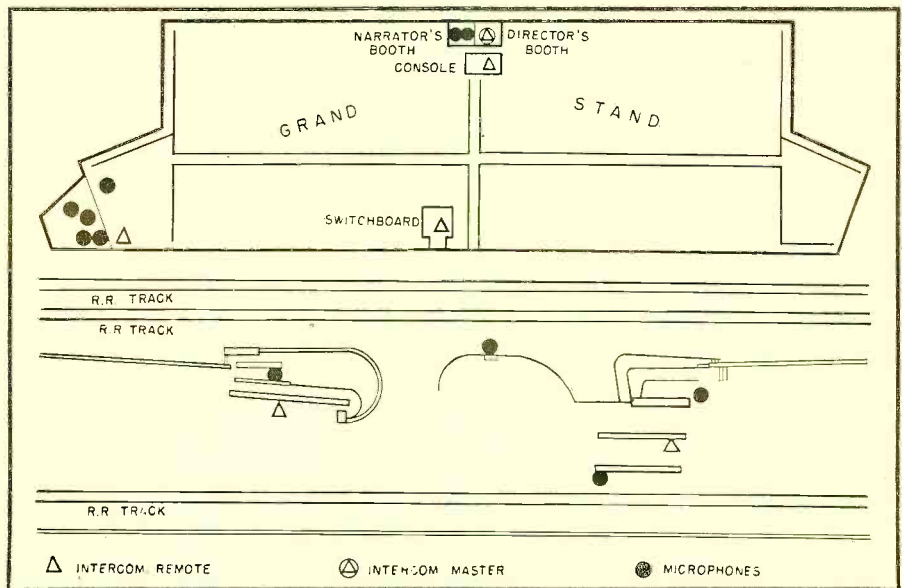 NARRATOR'S BOOTH
DIRECTOR'S BOOTH
CONSOLE
GRAND STAND
SWITCHBOARD
R.R. TRACK
R.R TRACK
R.R TRACK
INTERCOM REMOTE
INTERCOM MASTER
MICROPHONES